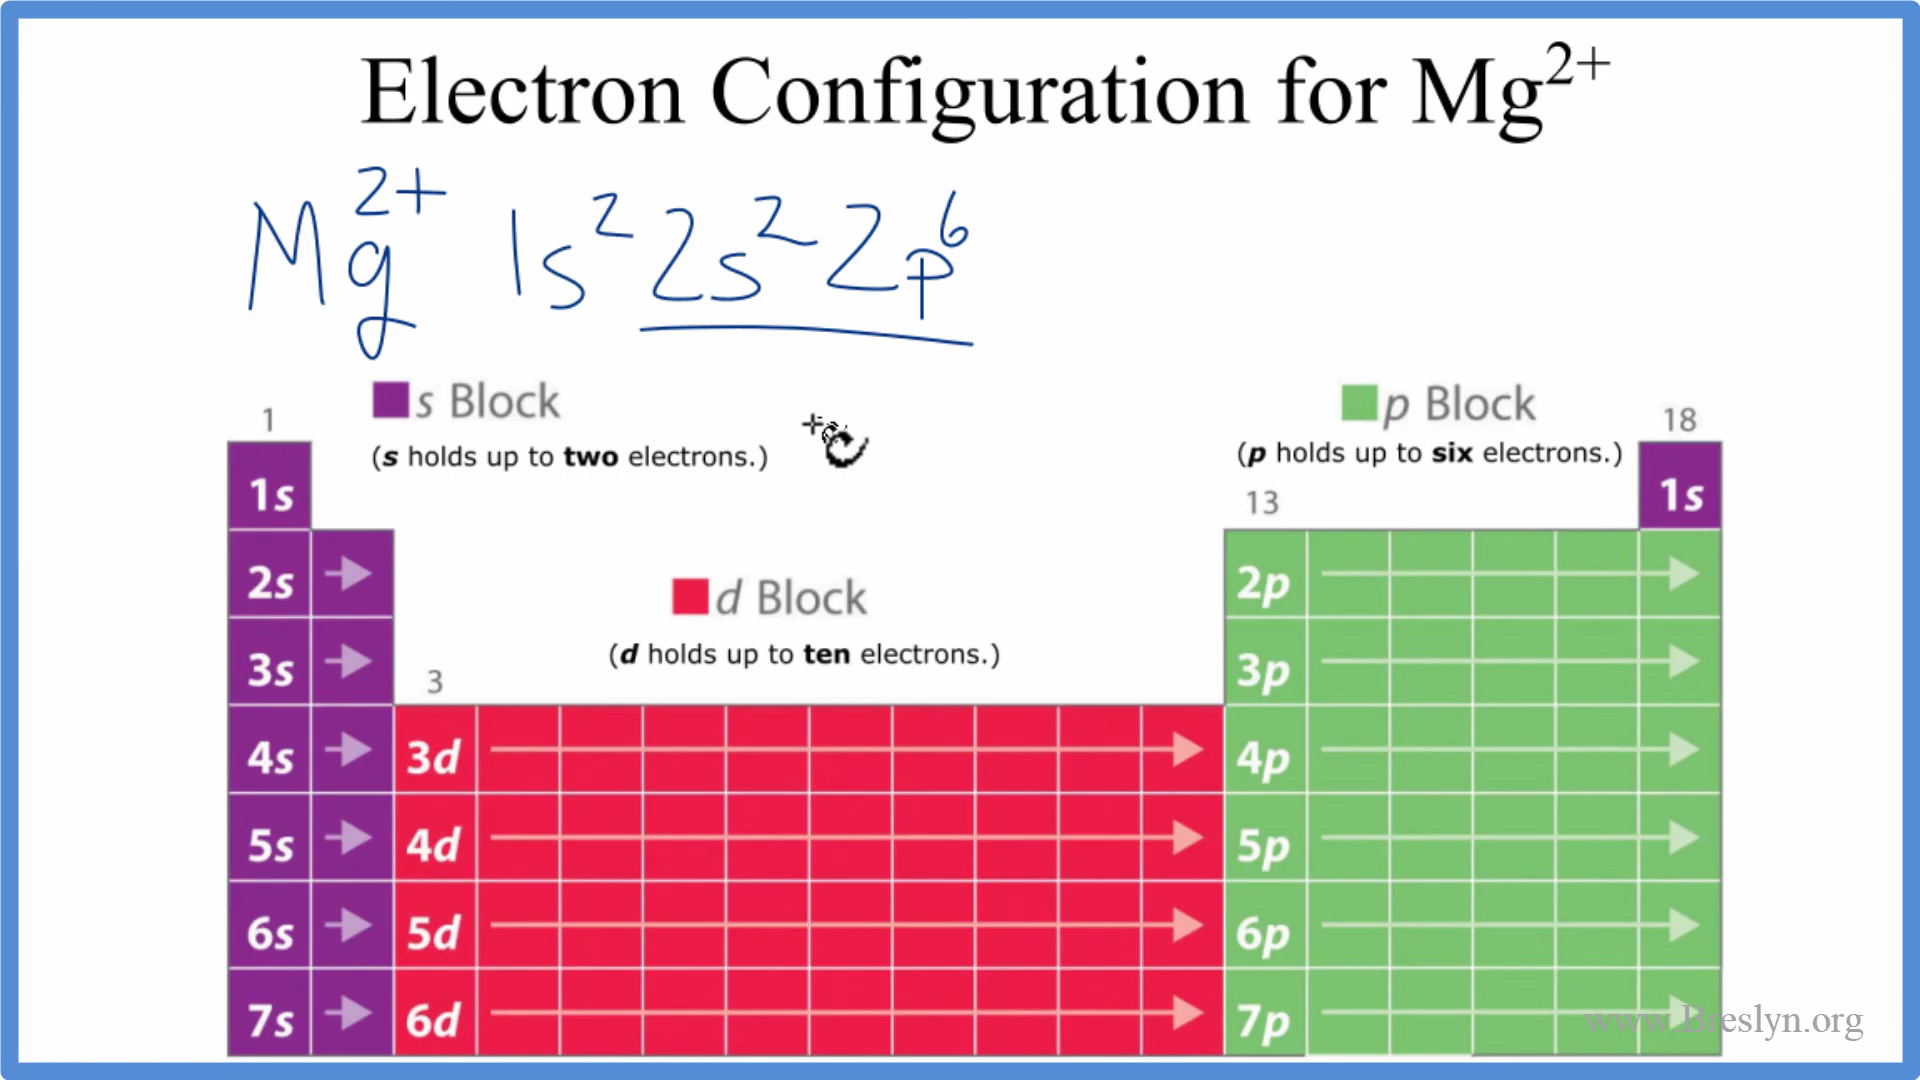 Electron Configuration for Mg²⁺
Mg²⁺ 1s² 2s² 2p⁶
s Block
p Block
1
18
(s holds up to two electrons.)
(p holds up to six electrons.)
1s
13
1s
2s
2p
d Block
(d holds up to ten electrons.)
3s
3
3p
4s 3d 4p
5s 4d 5p
6s 5d 6p
7s 6d 7p
www.Breslyn.org